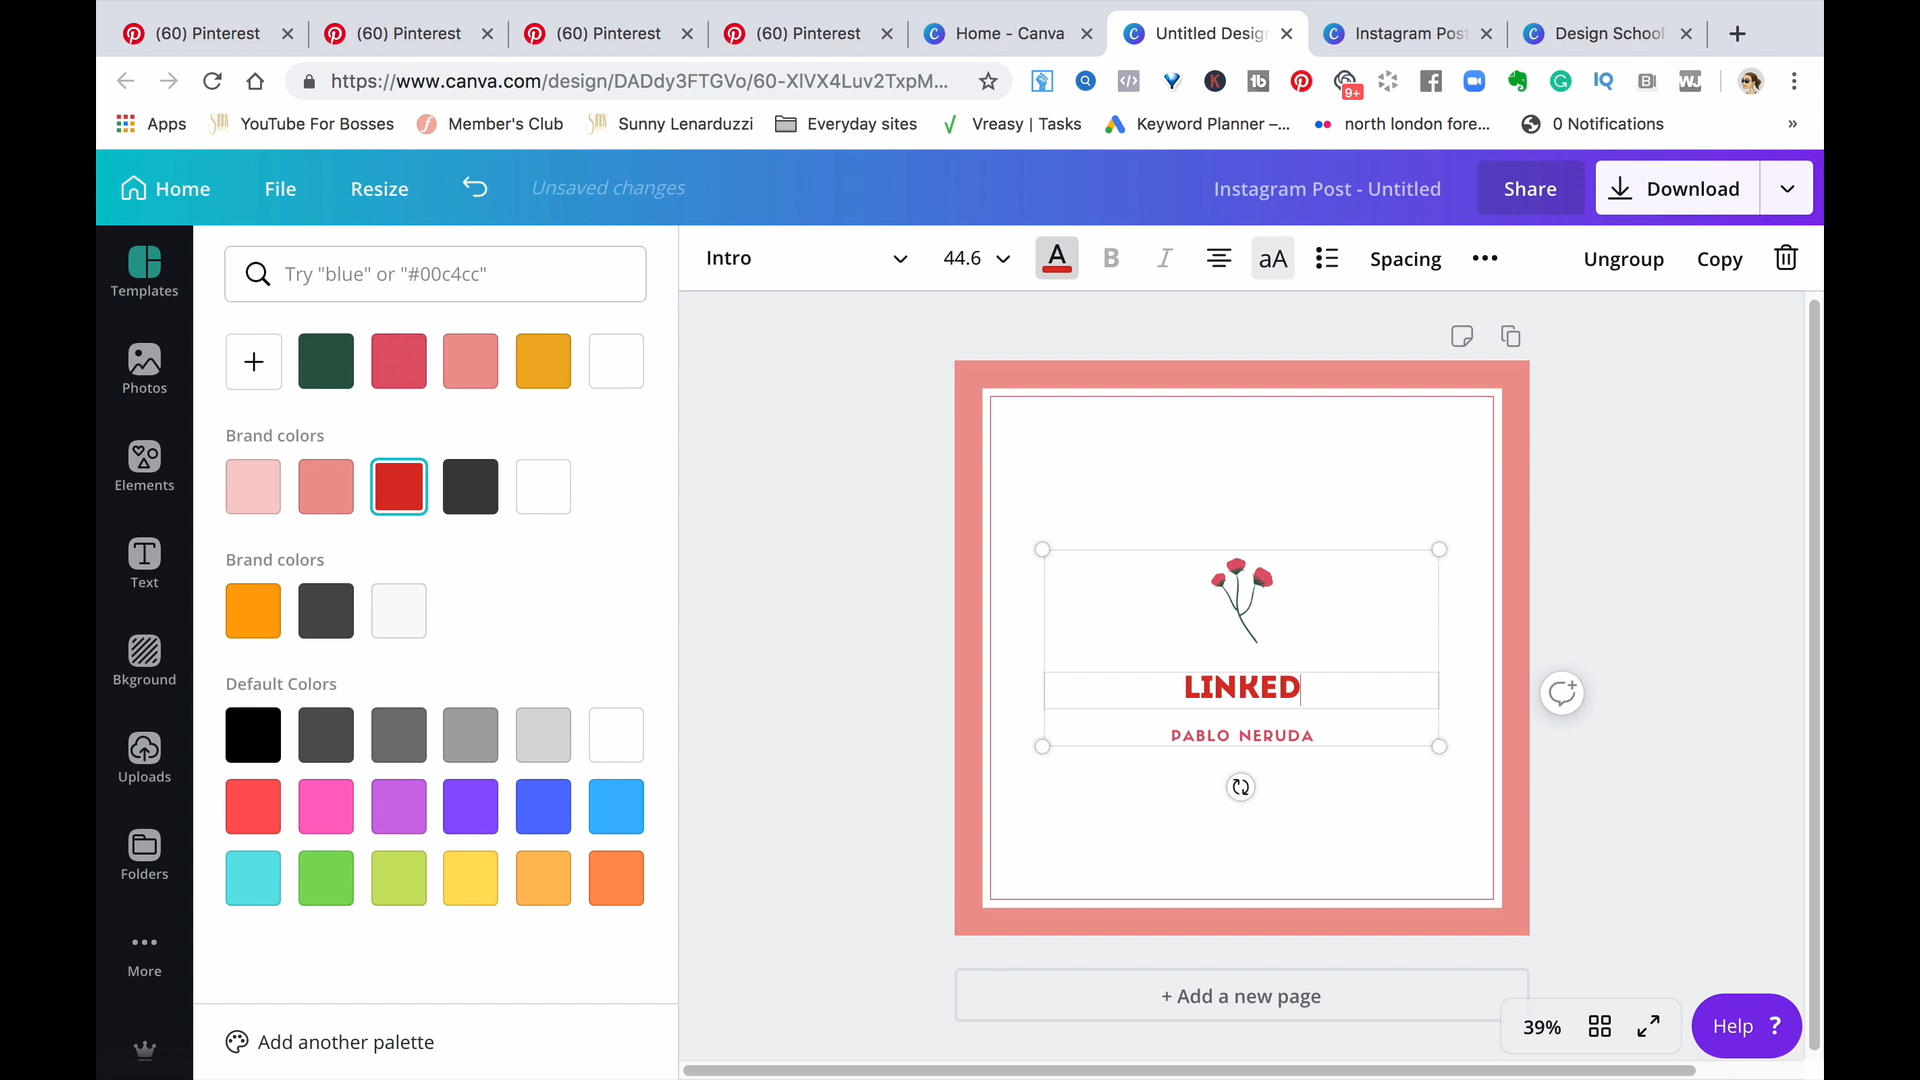 (60) Pinterest
(60) Pinterest
(60) Pinterest
(60) Pinterest
Home - Canva
Untitled Design
Instagram Post
Design School
https://www.canva.com/design/DADdy3FTGVo/60-XlVX4Luv2TxpM...
9+
Apps
YouTube For Bosses
Member's Club
Sunny Lenarduzzi
Everyday sites
Vreasy | Tasks
Keyword Planner –...
north london fore...
0 Notifications
»
Home
File
Resize
Unsaved changes
Instagram Post - Untitled
Share
Download
Templates
Photos
Elements
Text
Bkground
Uploads
Folders
More
Try "blue" or "#00c4cc"
Brand colors
Brand colors
Default Colors
Add another palette
Intro
44.6
A
B
I
aA
Spacing
Ungroup
Copy
LINKED
PABLO NERUDA
+ Add a new page
39%
Help ?